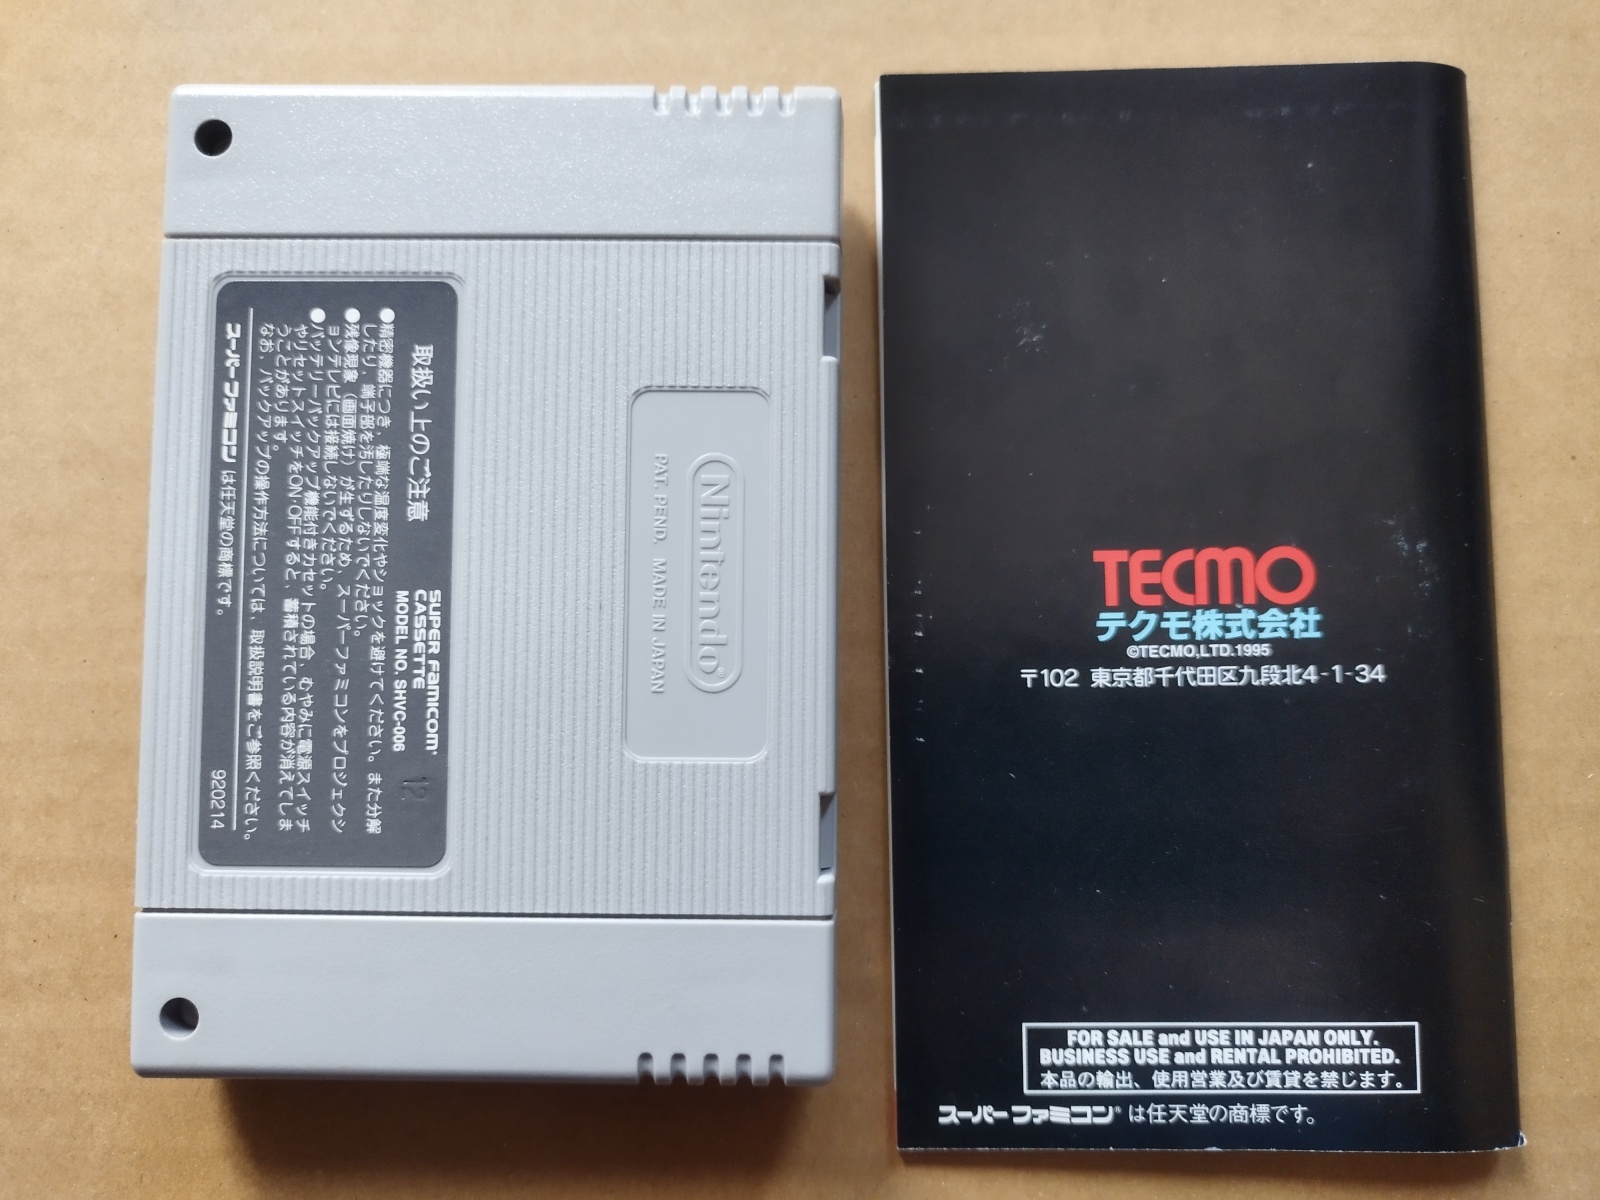 取扱い上のご注意
SUPER FAMICOM®
CASSETTE
MODEL NO. SHVC-006
12
●精密機器につき、極端な温度変化やショックを避けてください。また分解
したり、端子部を汚したりしないでください。
●残像現象（画面焼け）が生ずるため、スーパーファミコンをプロジェクシ
ョンテレビには接続しないでください。
●バッテリーバックアップ機能付きカセットの場合、むやみに電源スイッチ
やリセットスイッチをON・OFFすると、蓄積されている内容が消えてしま
うことがあります。
なお、バックアップの操作方法については、取扱説明書をご参照ください。
スーパーファミコンは任天堂の商標です。
920214
Nintendo®
PAT. PEND. MADE IN JAPAN
TECMO
テクモ株式会社
©TECMO,LTD.1995
〒102 東京都千代田区九段北4-1-34
FOR SALE and USE IN JAPAN ONLY.
BUSINESS USE and RENTAL PROHIBITED.
本品の輸出、使用営業及び賃貸を禁じます。
スーパーファミコン®は任天堂の商標です。